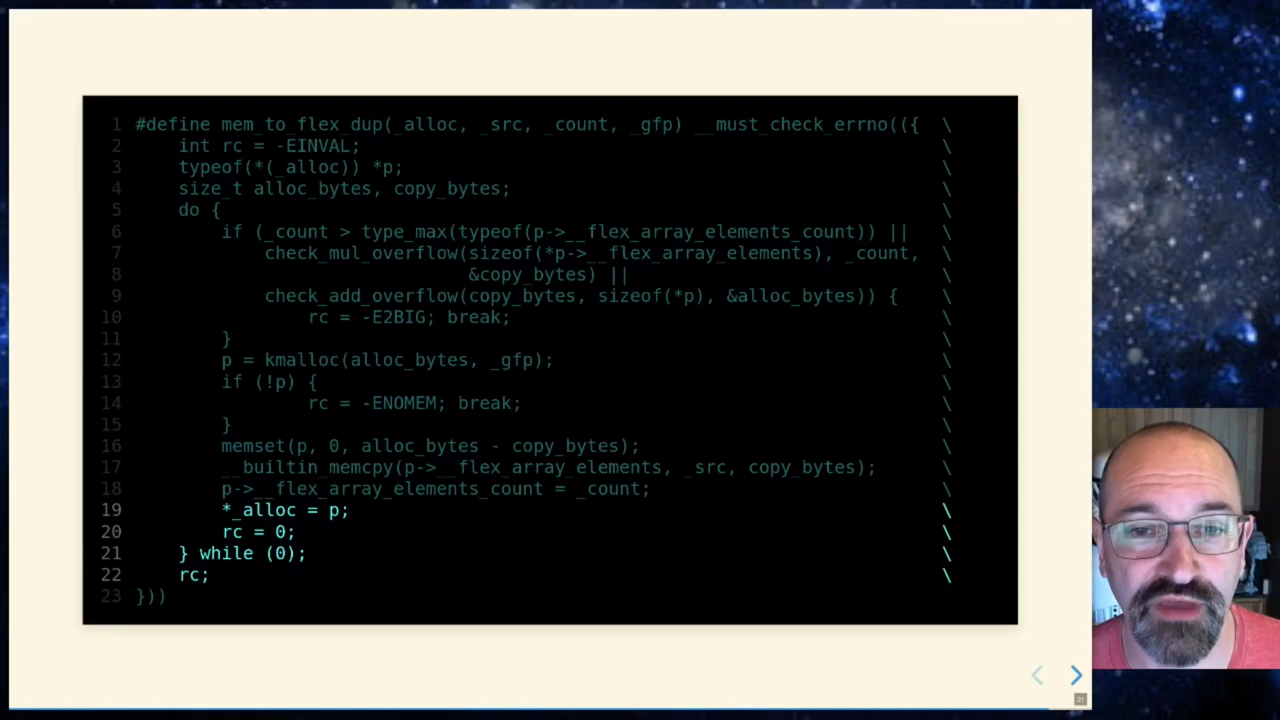 1 #define mem_to_flex_dup(_alloc, _src, _count, _gfp) __must_check_errno(({ \
2 int rc = -EINVAL; \
3 typeof(*(_alloc)) *p; \
4 size_t alloc_bytes, copy_bytes; \
5 do { \
6 if (_count > type_max(typeof(p->__flex_array_elements_count)) || \
7 check_mul_overflow(sizeof(*p->__flex_array_elements), _count, \
8 &copy_bytes) || \
9 check_add_overflow(copy_bytes, sizeof(*p), &alloc_bytes)) { \
10 rc = -E2BIG; break; \
11 } \
12 p = kmalloc(alloc_bytes, _gfp); \
13 if (!p) { \
14 rc = -ENOMEM; break; \
15 } \
16 memset(p, 0, alloc_bytes - copy_bytes); \
17 __builtin_memcpy(p->__flex_array_elements, _src, copy_bytes); \
18 p->__flex_array_elements_count = _count; \
19 *_alloc = p; \
20 rc = 0; \
21 } while (0); \
22 rc; \
23 }))